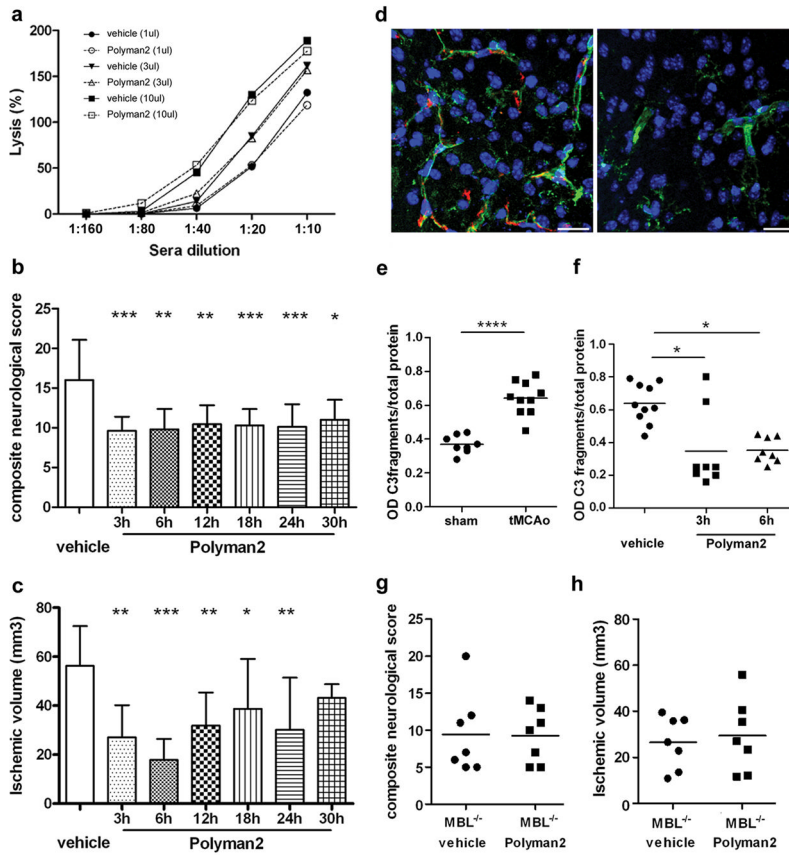 a
vehicle (1ul)
Polyman2 (1ul)
vehicle (3ul)
Polyman2 (3ul)
vehicle (10ul)
Polyman2 (10ul)
Lysis (%)
200
150
100
50
0
1:160 1:80 1:40 1:20 1:10
Sera dilution
d
b
composite neurological score
25
20
15
10
5
0
*** ** ** *** *** *
3h 6h 12h 18h 24h 30h
vehicle Polyman2
e
OD C3fragments/total protein
1.0
0.8
0.6
0.4
0.2
0.0
****
sham tMCAo
f
OD C3 fragments/total protein
1.0
0.8
0.6
0.4
0.2
0.0
*
*
3h 6h
vehicle Polyman2
c
Ischemic volume (mm3)
80
60
40
20
0
** *** ** * **
3h 6h 12h 18h 24h 30h
vehicle Polyman2
g
composite neurological score
25
20
15
10
5
0
MBL-/- MBL-/-
vehicle Polyman2
h
Ischemic volume (mm3)
80
60
40
20
0
MBL-/- MBL-/-
vehicle Polyman2